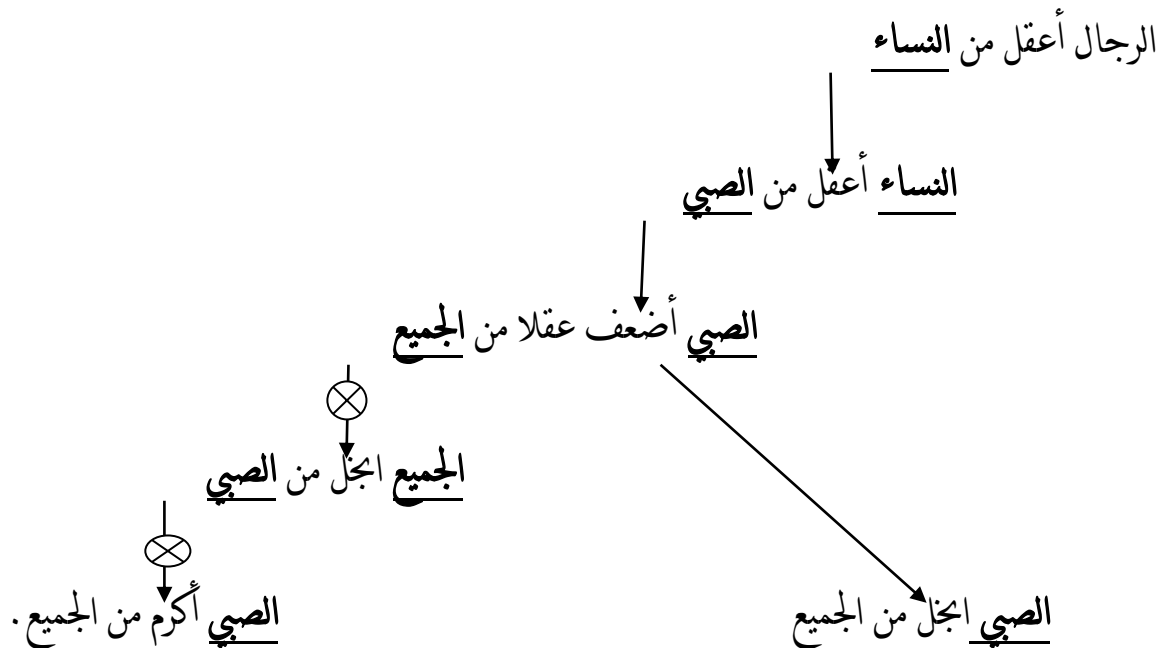 الرجال أعقل من النساء
النساء أعقل من الصبي
الصبي أضعف عقلا من الجميع
الجميع ابخل من الصبي
الصبي ابخل من الجميع
الصبي أكرم من الجميع .